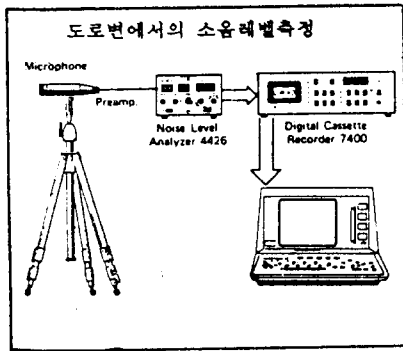 도로변에서의 소음레벨측정
Microphone
Preamp.
Noise Level
Analyzer 4426
Digital Cassette
Recorder 7400